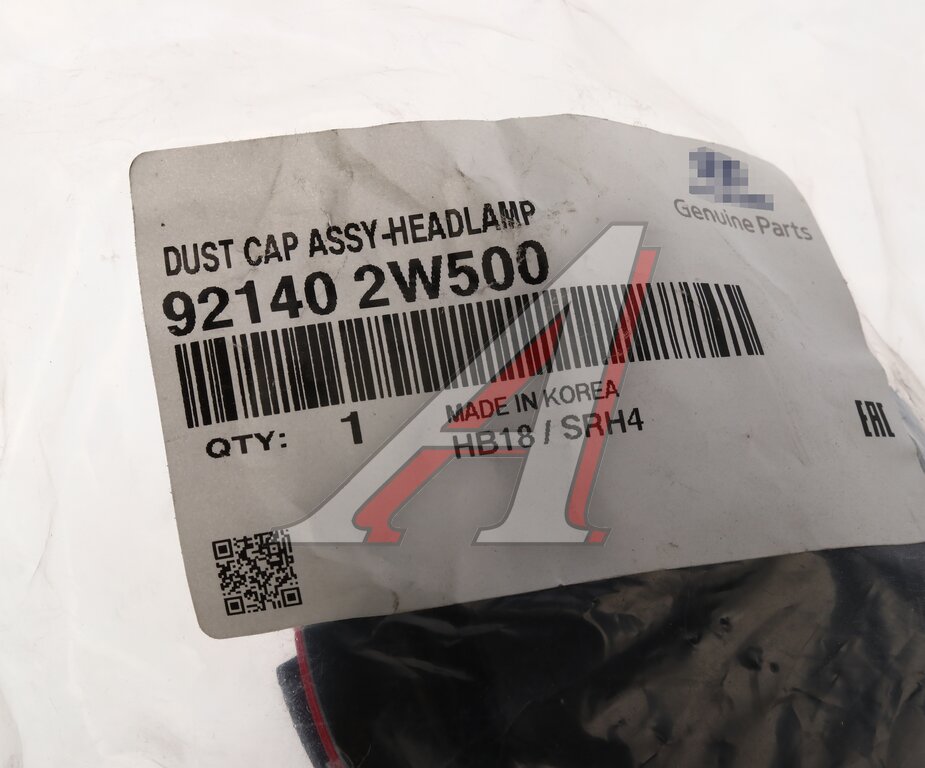 Genuine Parts
DUST CAP ASSY-HEADLAMP
92140 2W500
QTY: 1
MADE IN KOREA
HB18 / SRH4
EAC